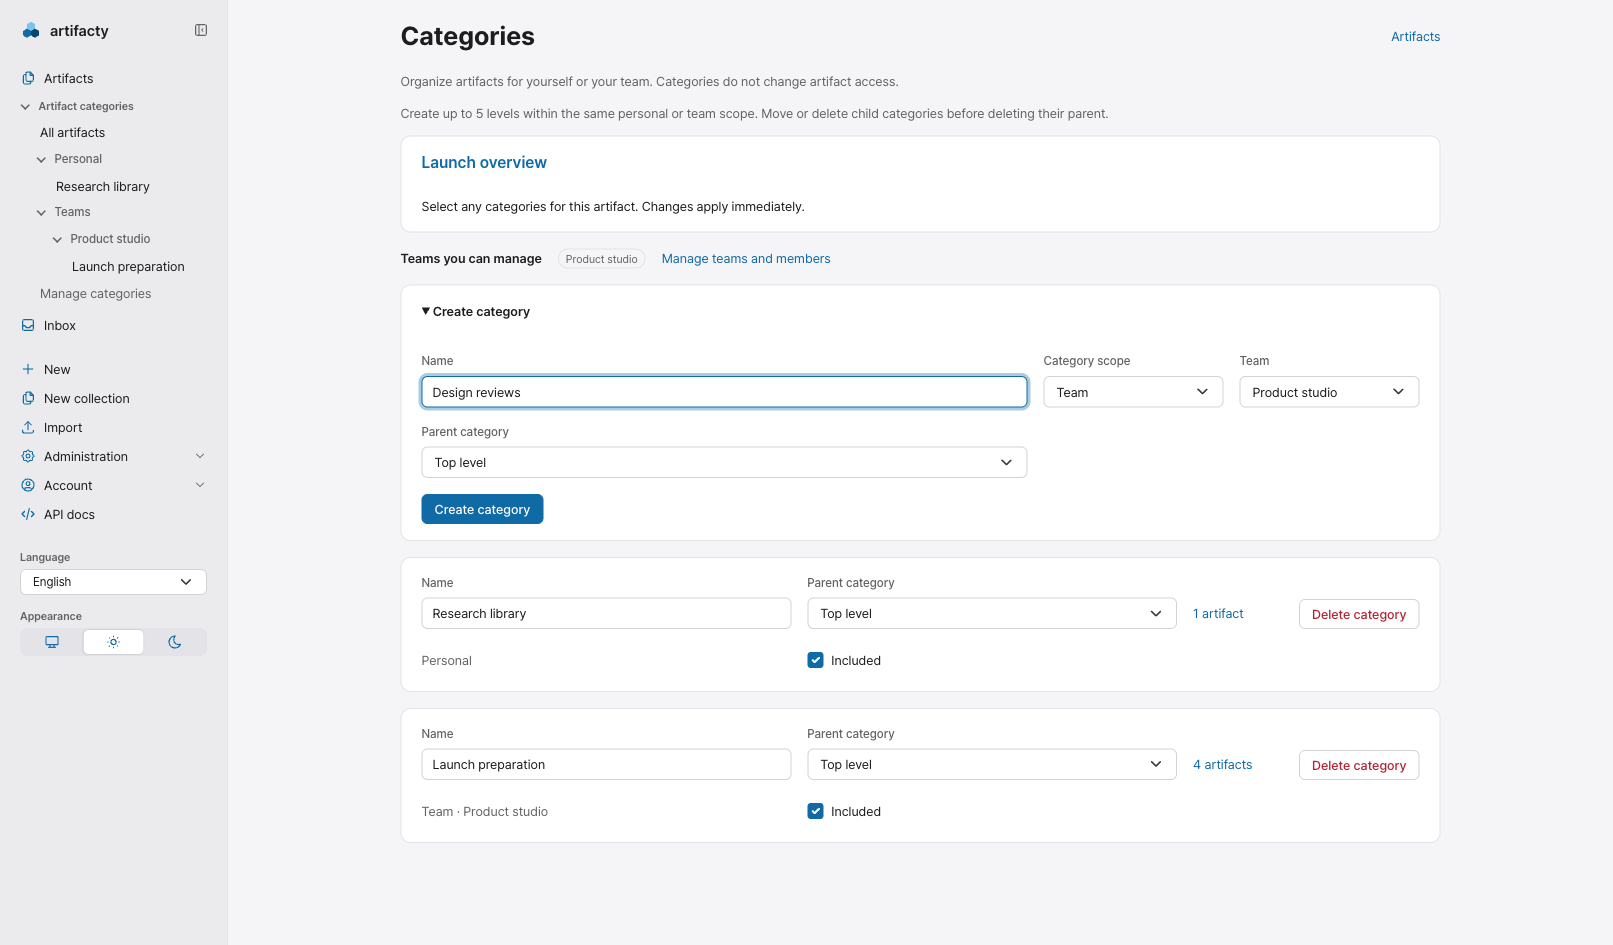 artifacty
Artifacts
Artifact categories
All artifacts
Personal
Research library
Teams
Product studio
Launch preparation
Manage categories
Inbox
New
New collection
Import
Administration
Account
API docs
Language
English
Appearance
Categories
Artifacts
Organize artifacts for yourself or your team. Categories do not change artifact access.
Create up to 5 levels within the same personal or team scope. Move or delete child categories before deleting their parent.
Launch overview
Select any categories for this artifact. Changes apply immediately.
Teams you can manage Product studio Manage teams and members
Create category
Name Category scope Team
Design reviews Team Product studio
Parent category
Top level
Create category
Name Parent category
Research library Top level 1 artifact Delete category
Personal Included
Name Parent category
Launch preparation Top level 4 artifacts Delete category
Team · Product studio Included